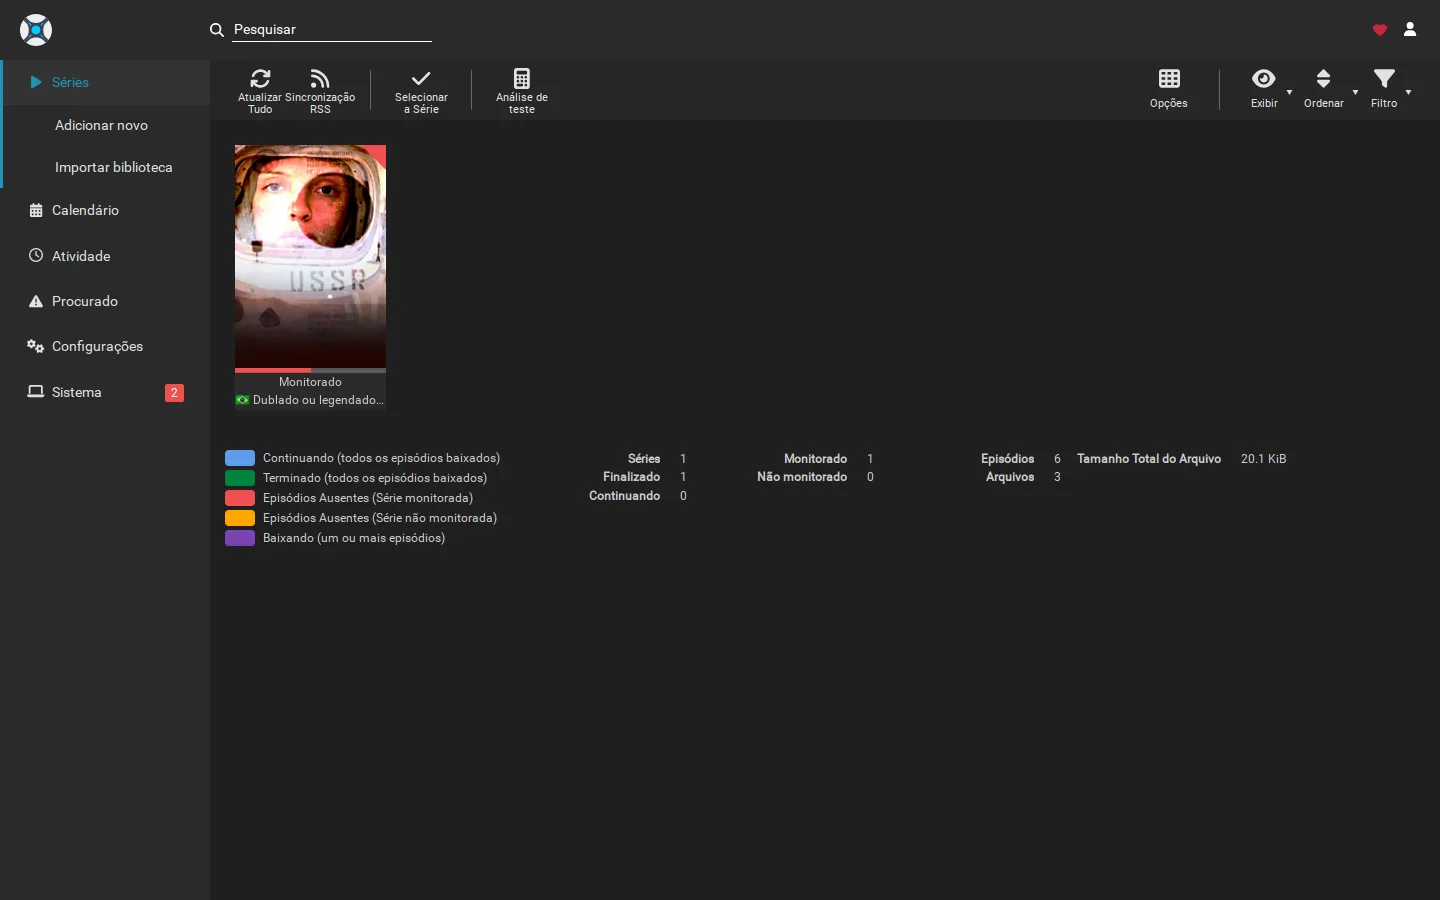 Pesquisar
Séries
Adicionar novo
Importar biblioteca
Calendário
Atividade
Procurado
Configurações
Sistema
2
Atualizar Tudo
Sincronização RSS
Selecionar a Série
Análise de teste
Opções
Exibir
Ordenar
Filtro
USSR
Monitorado
🇧🇷 Dublado ou legendado...
Continuando (todos os episódios baixados)
Terminado (todos os episódios baixados)
Episódios Ausentes (Série monitorada)
Episódios Ausentes (Série não monitorada)
Baixando (um ou mais episódios)
Séries 1
Finalizado 1
Continuando 0
Monitorado 1
Não monitorado 0
Episódios 6
Arquivos 3
Tamanho Total do Arquivo 20.1 KiB